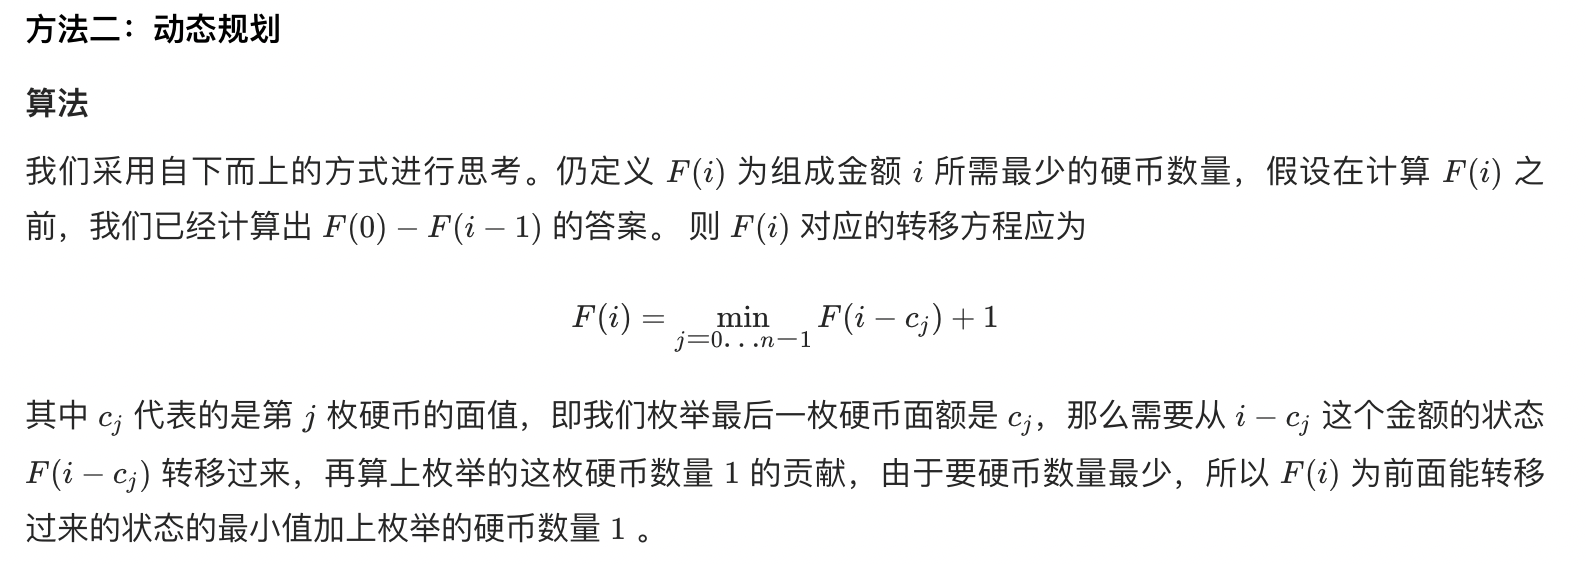 方法二：动态规划
算法
我们采用自下而上的方式进行思考。仍定义 F(i) 为组成金额 i 所需最少的硬币数量，假设在计算 F(i) 之
前，我们已经计算出 F(0) − F(i − 1) 的答案。 则 F(i) 对应的转移方程应为
F(i) = min F(i − cⱼ) + 1
j=0…n−1
其中 cⱼ 代表的是第 j 枚硬币的面值，即我们枚举最后一枚硬币面额是 cⱼ，那么需要从 i − cⱼ 这个金额的状态
F(i − cⱼ) 转移过来，再算上枚举的这枚硬币数量 1 的贡献，由于要硬币数量最少，所以 F(i) 为前面能转移
过来的状态的最小值加上枚举的硬币数量 1 。